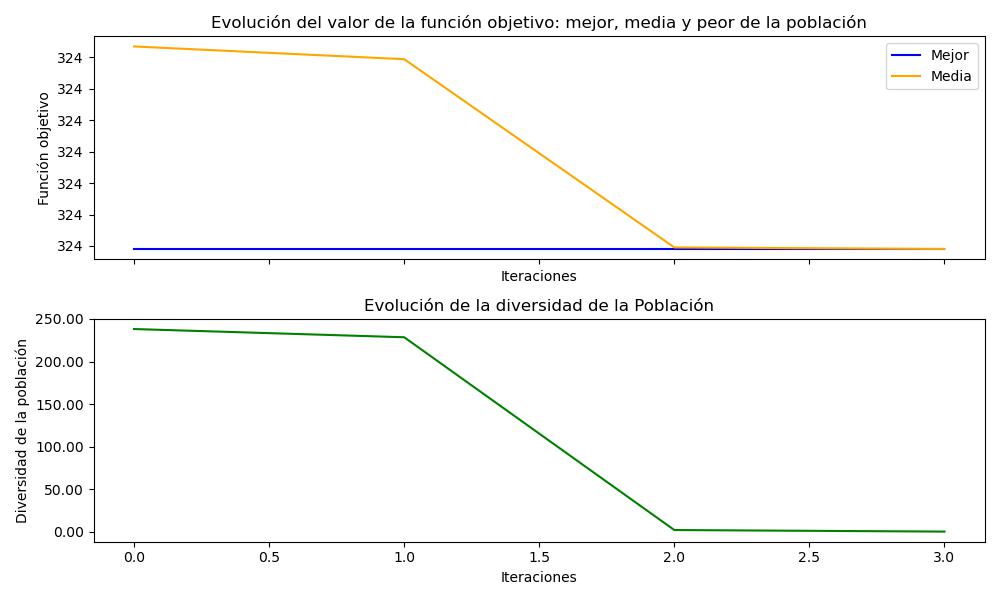 Evolución del valor de la función objetivo: mejor, media y peor de la población
Función objetivo
324
324
324
324
324
324
324
Mejor
Media
Iteraciones
Evolución de la diversidad de la Población
Diversidad de la población
250.00
200.00
150.00
100.00
50.00
0.00
0.0 0.5 1.0 1.5 2.0 2.5 3.0
Iteraciones